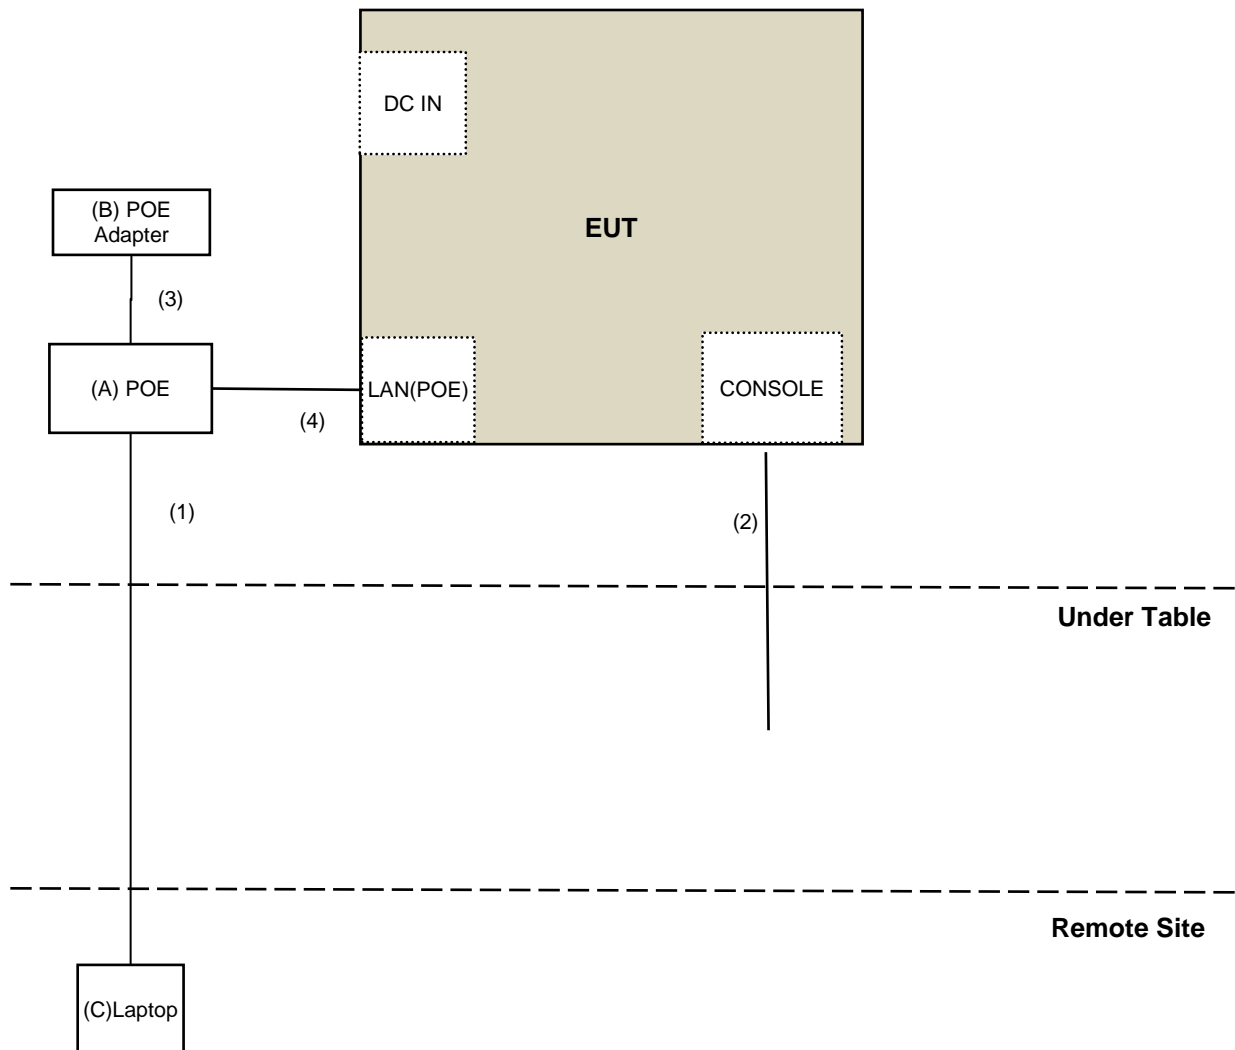 DC IN
(B) POE
Adapter
EUT
(3)
(A) POE
LAN(POE)
CONSOLE
(4)
(1)
(2)
Under Table
Remote Site
(C)Laptop